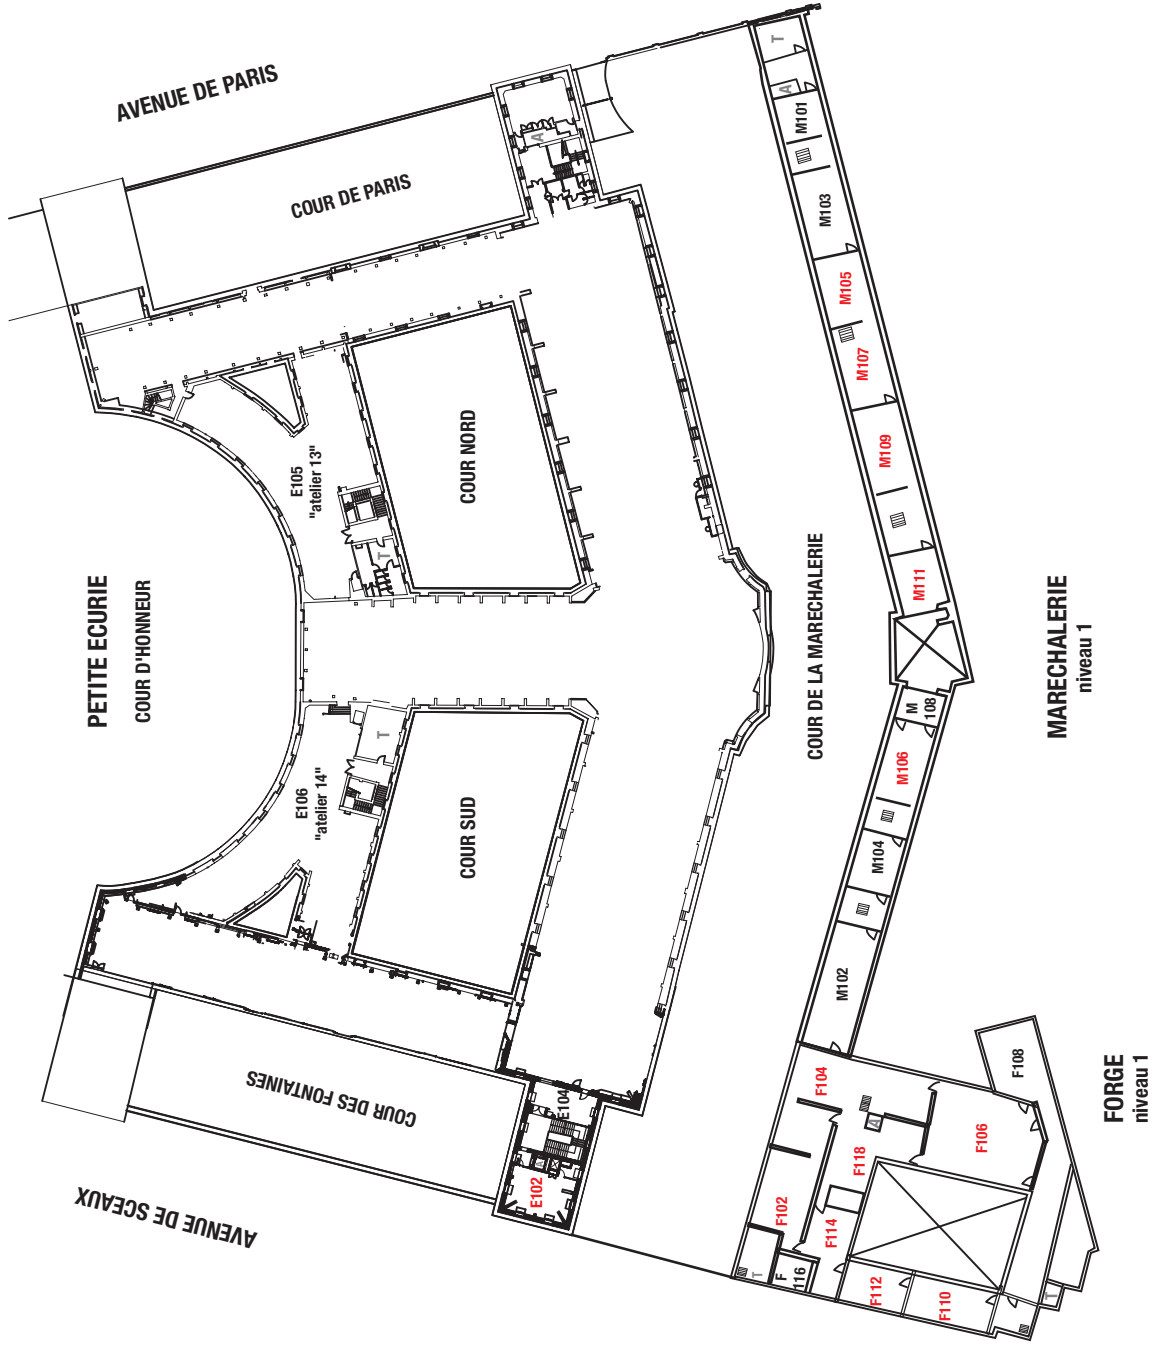 AVENUE DE PARIS
COUR DE PARIS
T
A
M101
A
M103
M105
M107
E105
"atelier 13"
COUR NORD
M109
T
PETITE ECURIE
COUR D'HONNEUR
M111
COUR DE LA MARECHALERIE
MARECHALERIE
niveau 1
M
108
T
E106
"atelier 14"
M106
COUR SUD
M104
M102
COUR DES FONTAINES
E104
F104
F108
FORGE
niveau 1
A
A
F106
F118
E102
AVENUE DE SCEAUX
F102
F114
T
F
116
F112
F110
T